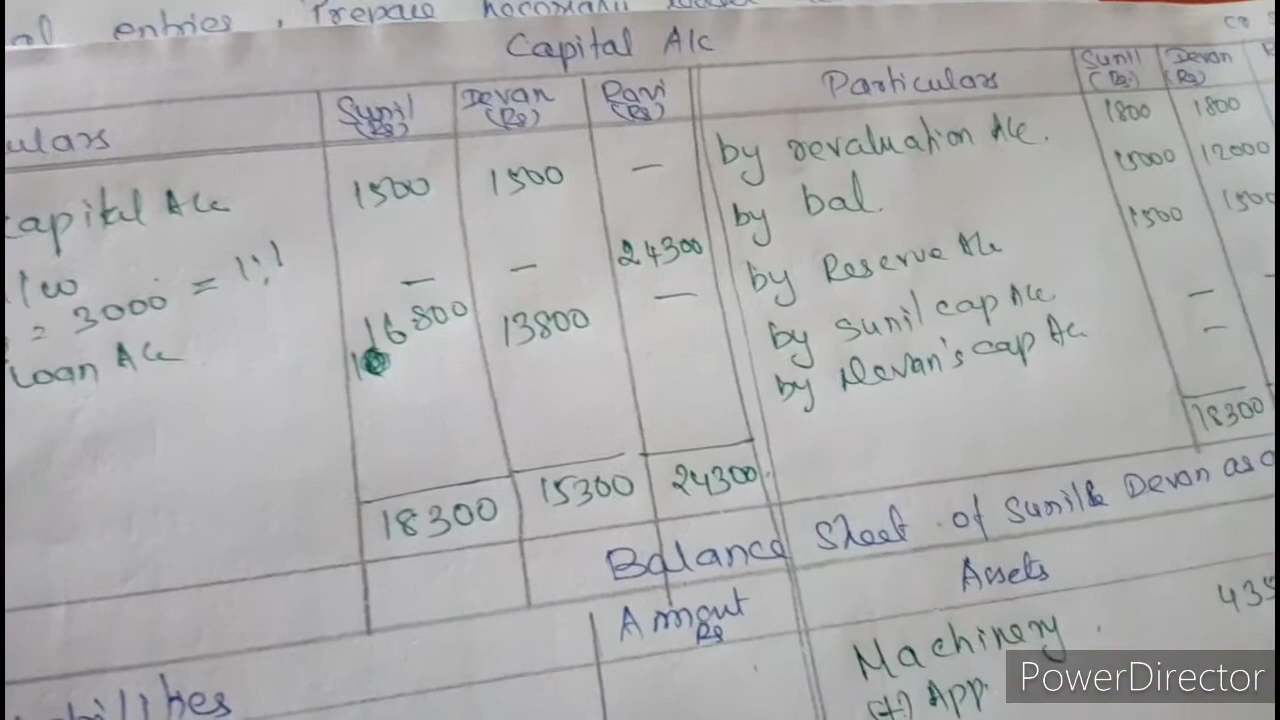 entries, Prepare
Capital A/c
ulars Sunil (Rs) Devan (Rs) Ravi (Rs) Particulars Sunil (Rs) Devan (Rs)
capital A/c 1500 1500 — by revaluation A/c. 1800 1800
24300 by bal. 15000 12000
= 3000 = 1:1 — — by Reserve A/c 1500 1500
Loan A/c 16800 13800 — by Sunil cap A/c. —
by Devan's cap A/c —
18300 15300 24300 18300
Balance Sheet of Sunil & Devan as
Amount Rs Assets
Machinery 435
bilities (+) App.
PowerDirector